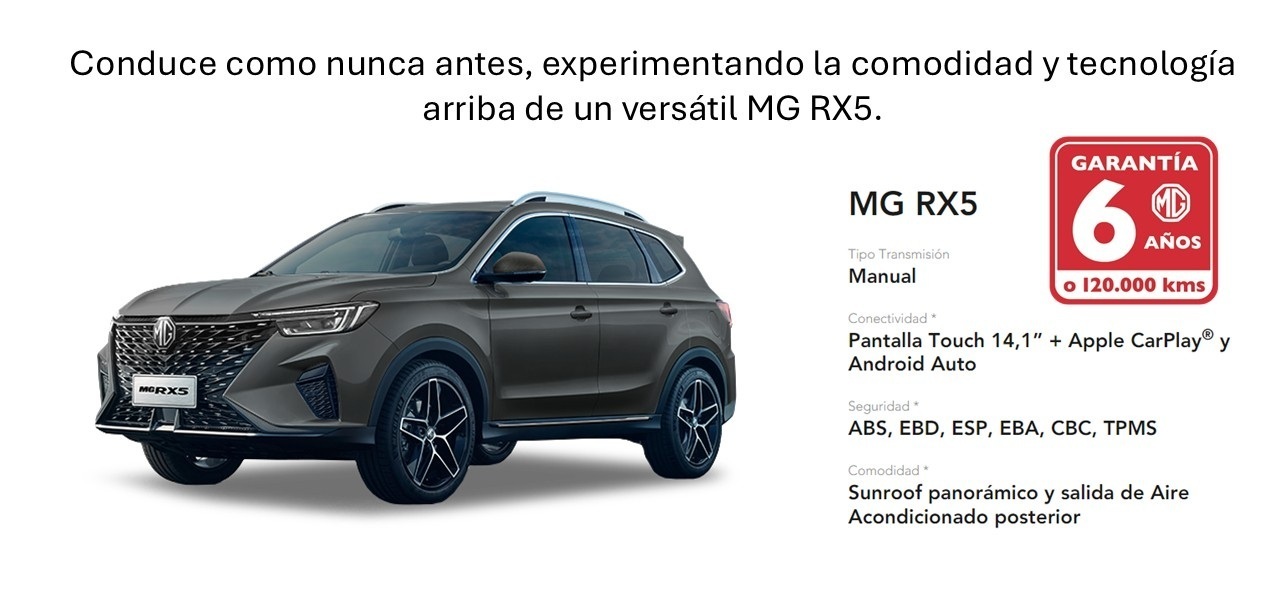 Conduce como nunca antes, experimentando la comodidad y tecnología
arriba de un versátil MG RX5.
GARANTÍA
6
MG
AÑOS
o 120.000 kms
MG RX5
Tipo Transmisión
Manual
Conectividad *
Pantalla Touch 14,1” + Apple CarPlay® y
Android Auto
Seguridad *
ABS, EBD, ESP, EBA, CBC, TPMS
Comodidad *
Sunroof panorámico y salida de Aire
Acondicionado posterior
MG
MG RX5